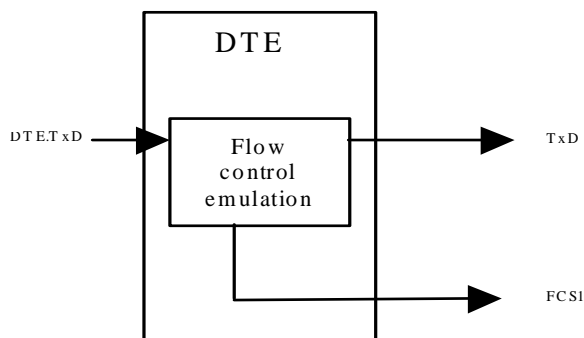 DTE
DTE.TxD
Flow
control
emulation
TxD
FCS1